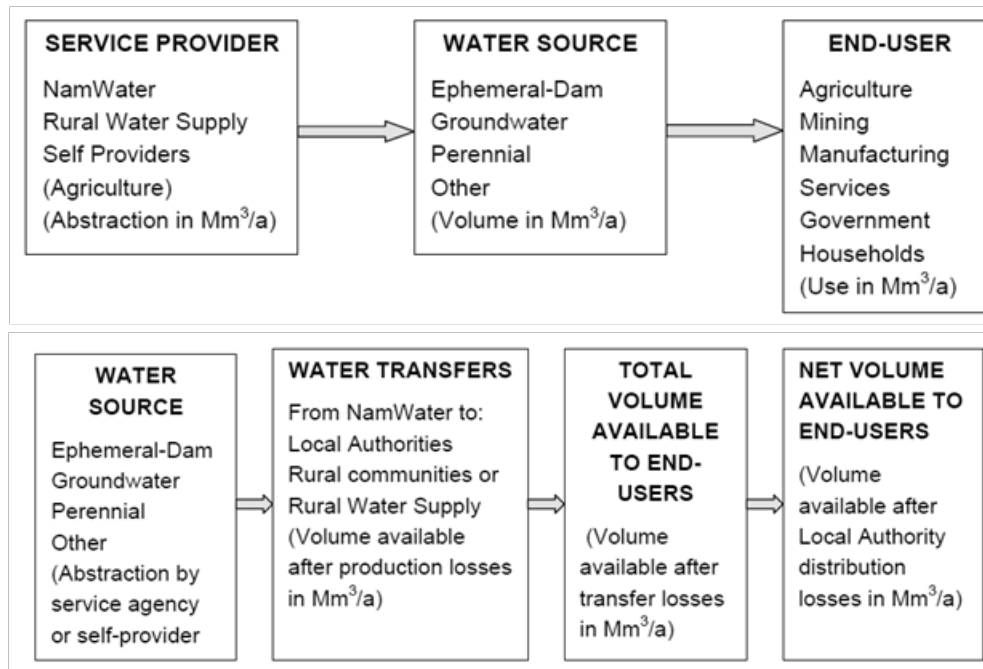 SERVICE PROVIDER
NamWater
Rural Water Supply
Self Providers
(Agriculture)
(Abstraction in Mm³/a)
WATER SOURCE
Ephemeral-Dam
Groundwater
Perennial
Other
(Volume in Mm³/a)
END-USER
Agriculture
Mining
Manufacturing
Services
Government
Households
(Use in Mm³/a)
WATER
SOURCE
Ephemeral-Dam
Groundwater
Perennial
Other
(Abstraction by
service agency
or self-provider
WATER TRANSFERS
From NamWater to:
Local Authorities
Rural communities or
Rural Water Supply
(Volume available
after production losses
in Mm³/a)
TOTAL
VOLUME
AVAILABLE
TO END-
USERS
(Volume
available after
transfer losses
in Mm³/a)
NET VOLUME
AVAILABLE TO
END-USERS
(Volume
available after
Local Authority
distribution
losses in Mm³/a)